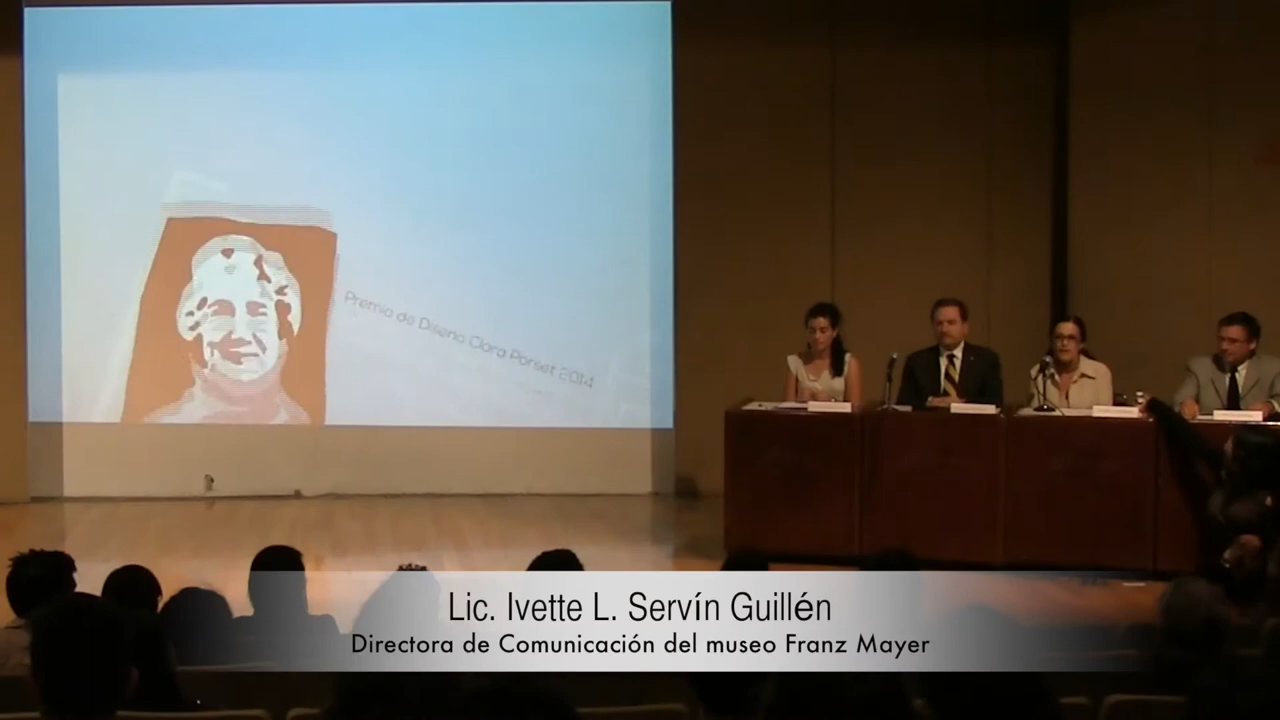 Premio de Diseño Clara Porset 2014
Lic. Ivette L. Servín Guillén
Directora de Comunicación del museo Franz Mayer